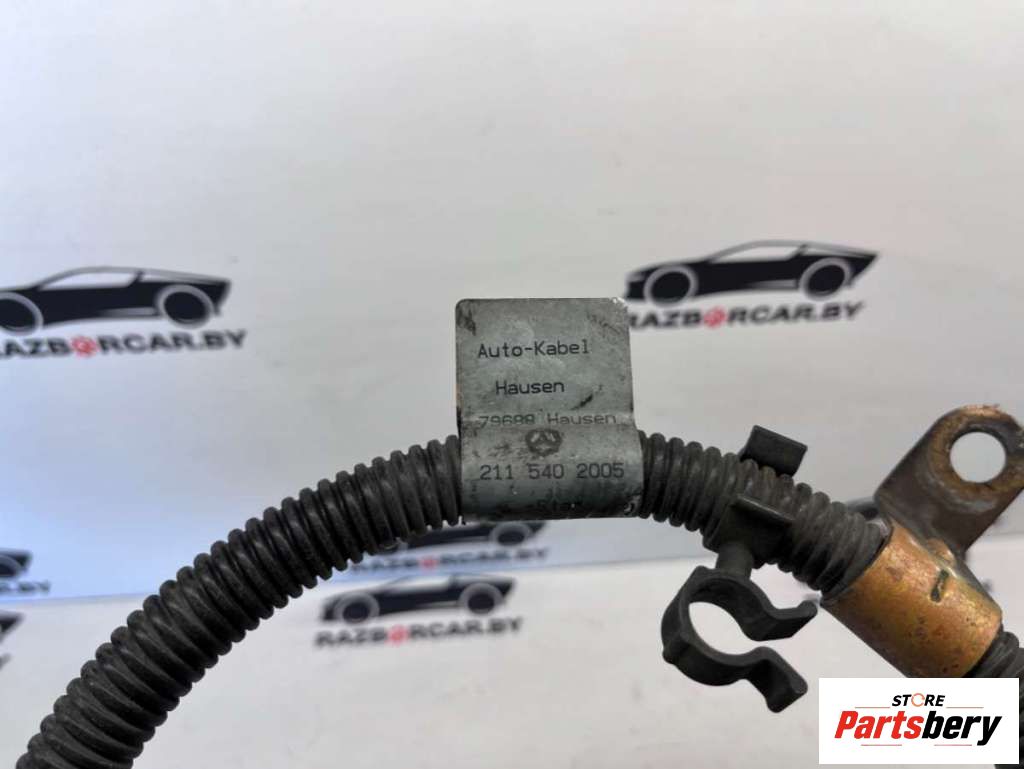 RAZBORCAR.BY
RAZBORCAR.BY
Auto-Kabel
Hausen
79688 Hausen
211 540 2005
RAZBORCAR.BY
STORE
Partsbery